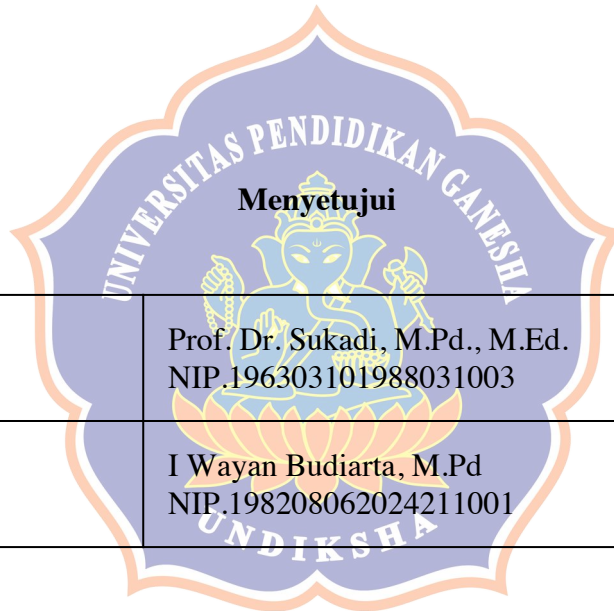 UNIVERSITAS PENDIDIKAN GANESHA
Menyetujui
Prof. Dr. Sukadi, M.Pd., M.Ed.
NIP.196303101988031003
I Wayan Budiarta, M.Pd
NIP.198208062024211001
UNDIKSHA